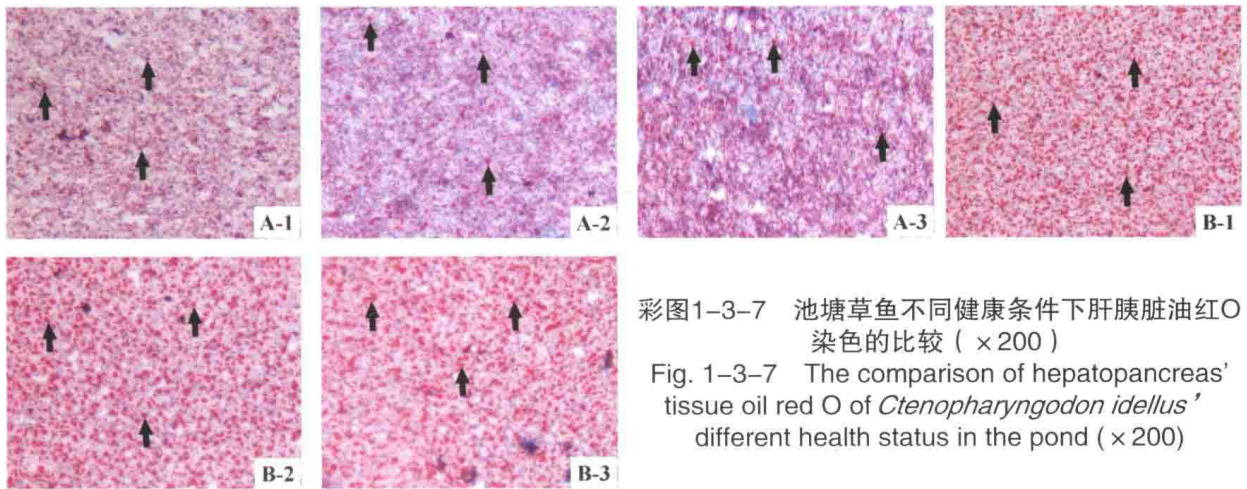 A-1
A-2
A-3
B-1
B-2
B-3
彩图1-3-7 池塘草鱼不同健康条件下肝胰脏油红O
染色的比较（×200）
Fig. 1-3-7 The comparison of hepatopancreas'
tissue oil red O of Ctenopharyngodon idellus'
different health status in the pond (×200)